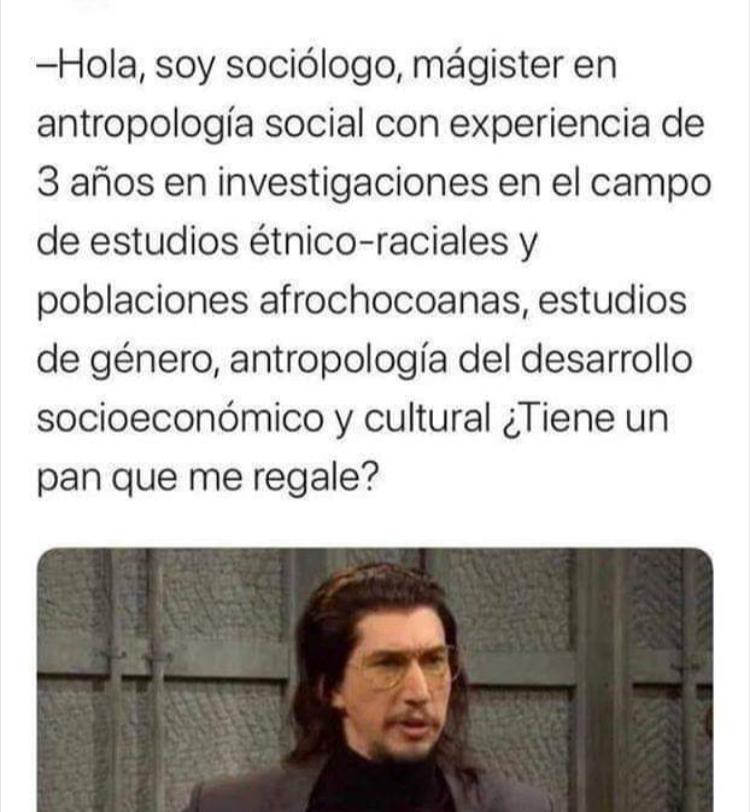 –Hola, soy sociólogo, mágister en
antropología social con experiencia de
3 años en investigaciones en el campo
de estudios étnico-raciales y
poblaciones afrochocoanas, estudios
de género, antropología del desarrollo
socioeconómico y cultural ¿Tiene un
pan que me regale?